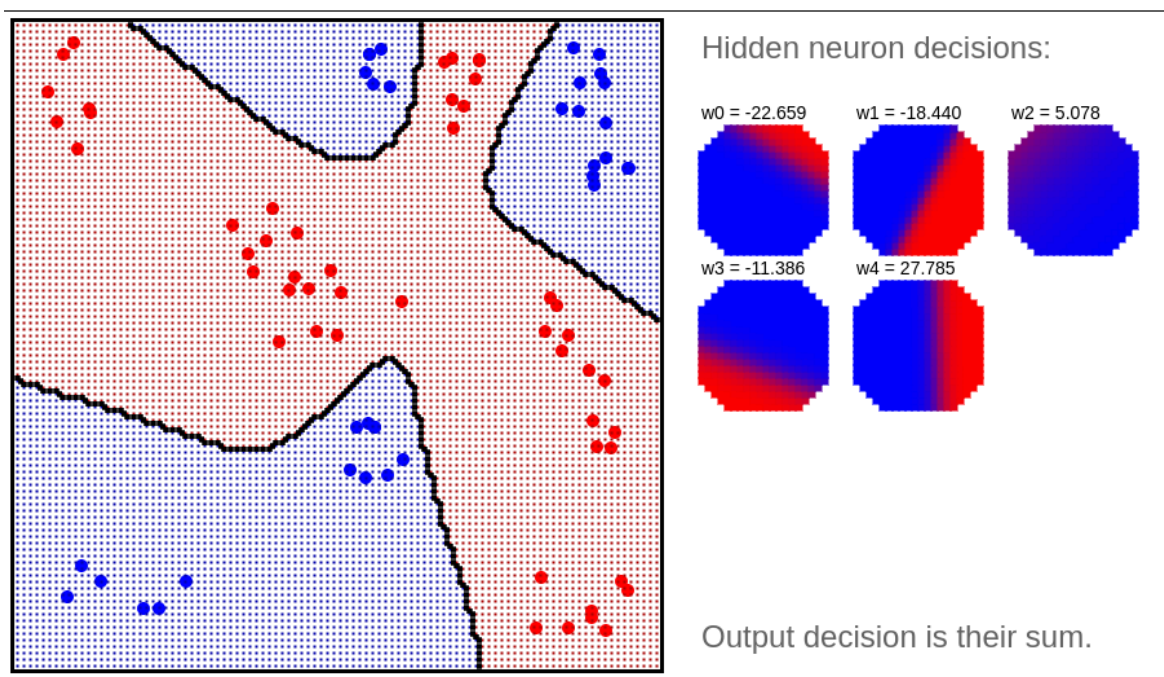 Hidden neuron decisions:
w0 = -22.659 w1 = -18.440 w2 = 5.078
w3 = -11.386 w4 = 27.785
Output decision is their sum.